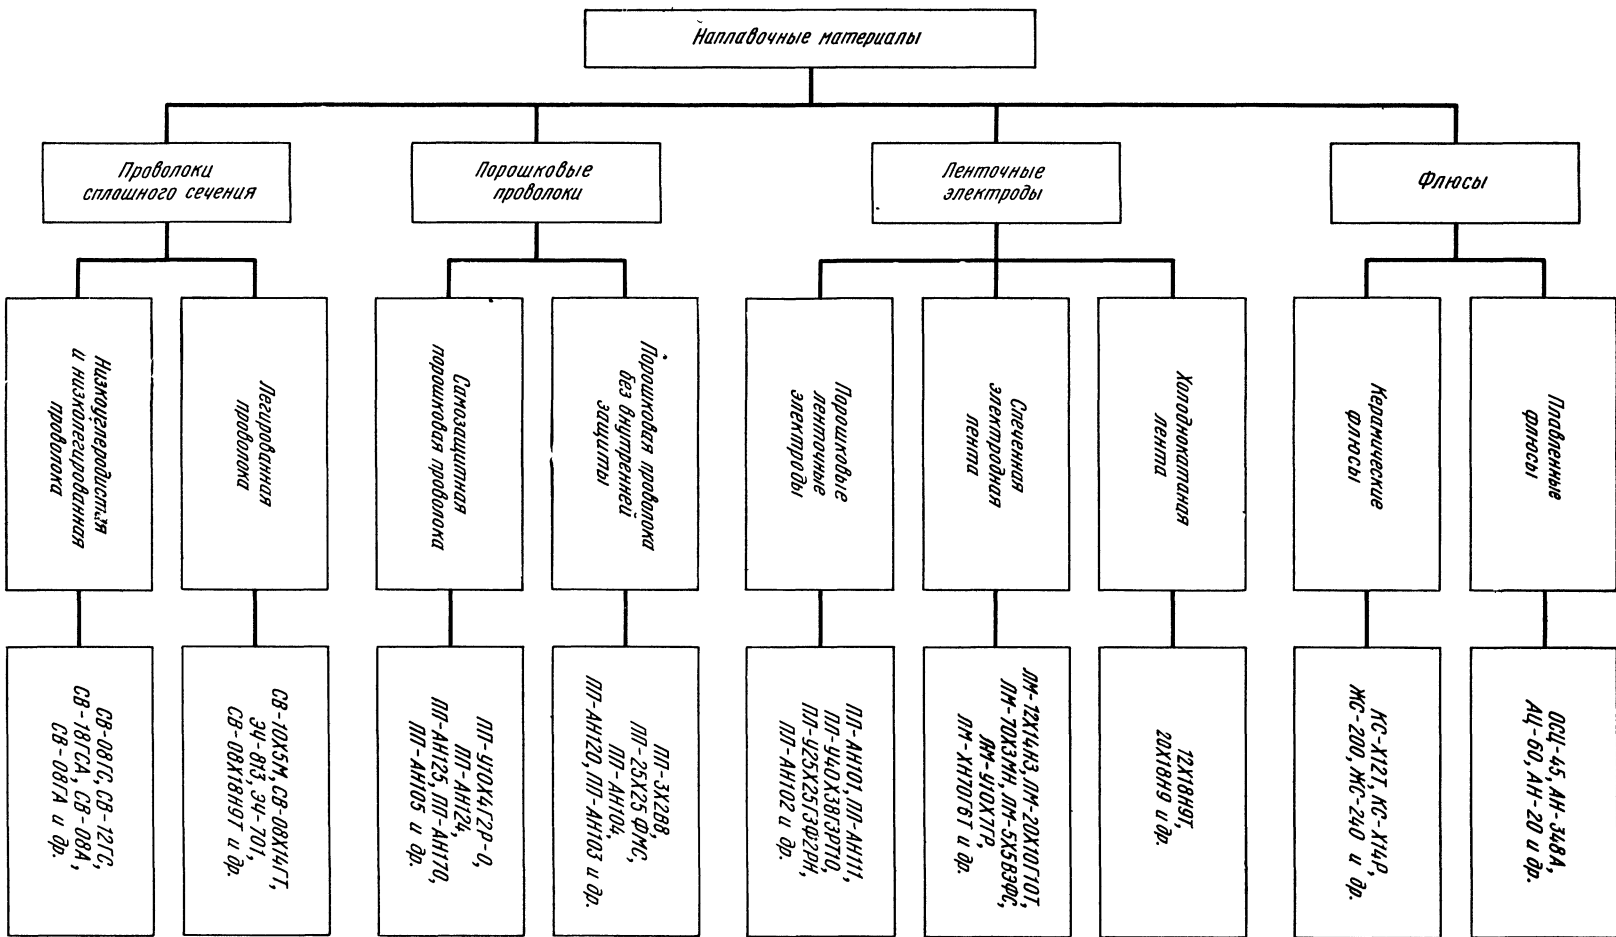 Наплавочные материалы
Проволоки
сплошного сечения
Порошковые
проволоки
Ленточные
электроды
Флюсы
Низкоуглеродистая
и низколегированная
проволока
Легированная
проволока
Самозащитная
порошковая проволока
Порошковая проволока
без внутренней
защиты
Порошковые
ленточные
электроды
Спеченная
электродная
лента
Холоднокатаная
лента
Керамические
флюсы
Плавленные
флюсы
СВ-08ГС, СВ-12ГС,
СВ-18ГСА, СВ-08А,
СВ-08ГА и др.
СВ-10Х5М, СВ-08Х14ГТ,
ЭЧ-813, ЭЧ-701,
СВ-08Х18Н9Т и др.
ПП-У10Х4Г2Р-О,
ПП-АН124,
ПП-АН125, ПП-АН170,
ПП-АН105 и др.
ПП-3Х2В8,
ПП-25Х25ФМС,
ПП-АН104,
ПП-АН120, ПП-АН103 и др.
ПЛ-АН101, ПЛ-АН111,
ПЛ-У40Х38Г3РТЮ,
ПЛ-У25Х25Г3Ф2РН,
ПЛ-АН102 и др.
ЛМ-12Х14Н3, ЛМ-20Х10Г10Т,
ЛМ-70Х3МН, ЛМ-5Х5В3ФС,
ЛМ-У10Х7ГР,
ЛМ-ХН70Г6Т и др.
12Х18Н9Т,
20Х18Н9 и др.
КС-Х12Т, КС-Х14Р,
ЖС-200, ЖС-240 и др.
ОСЦ-45, АН-348А,
АЦ-60, АН-20 и др.